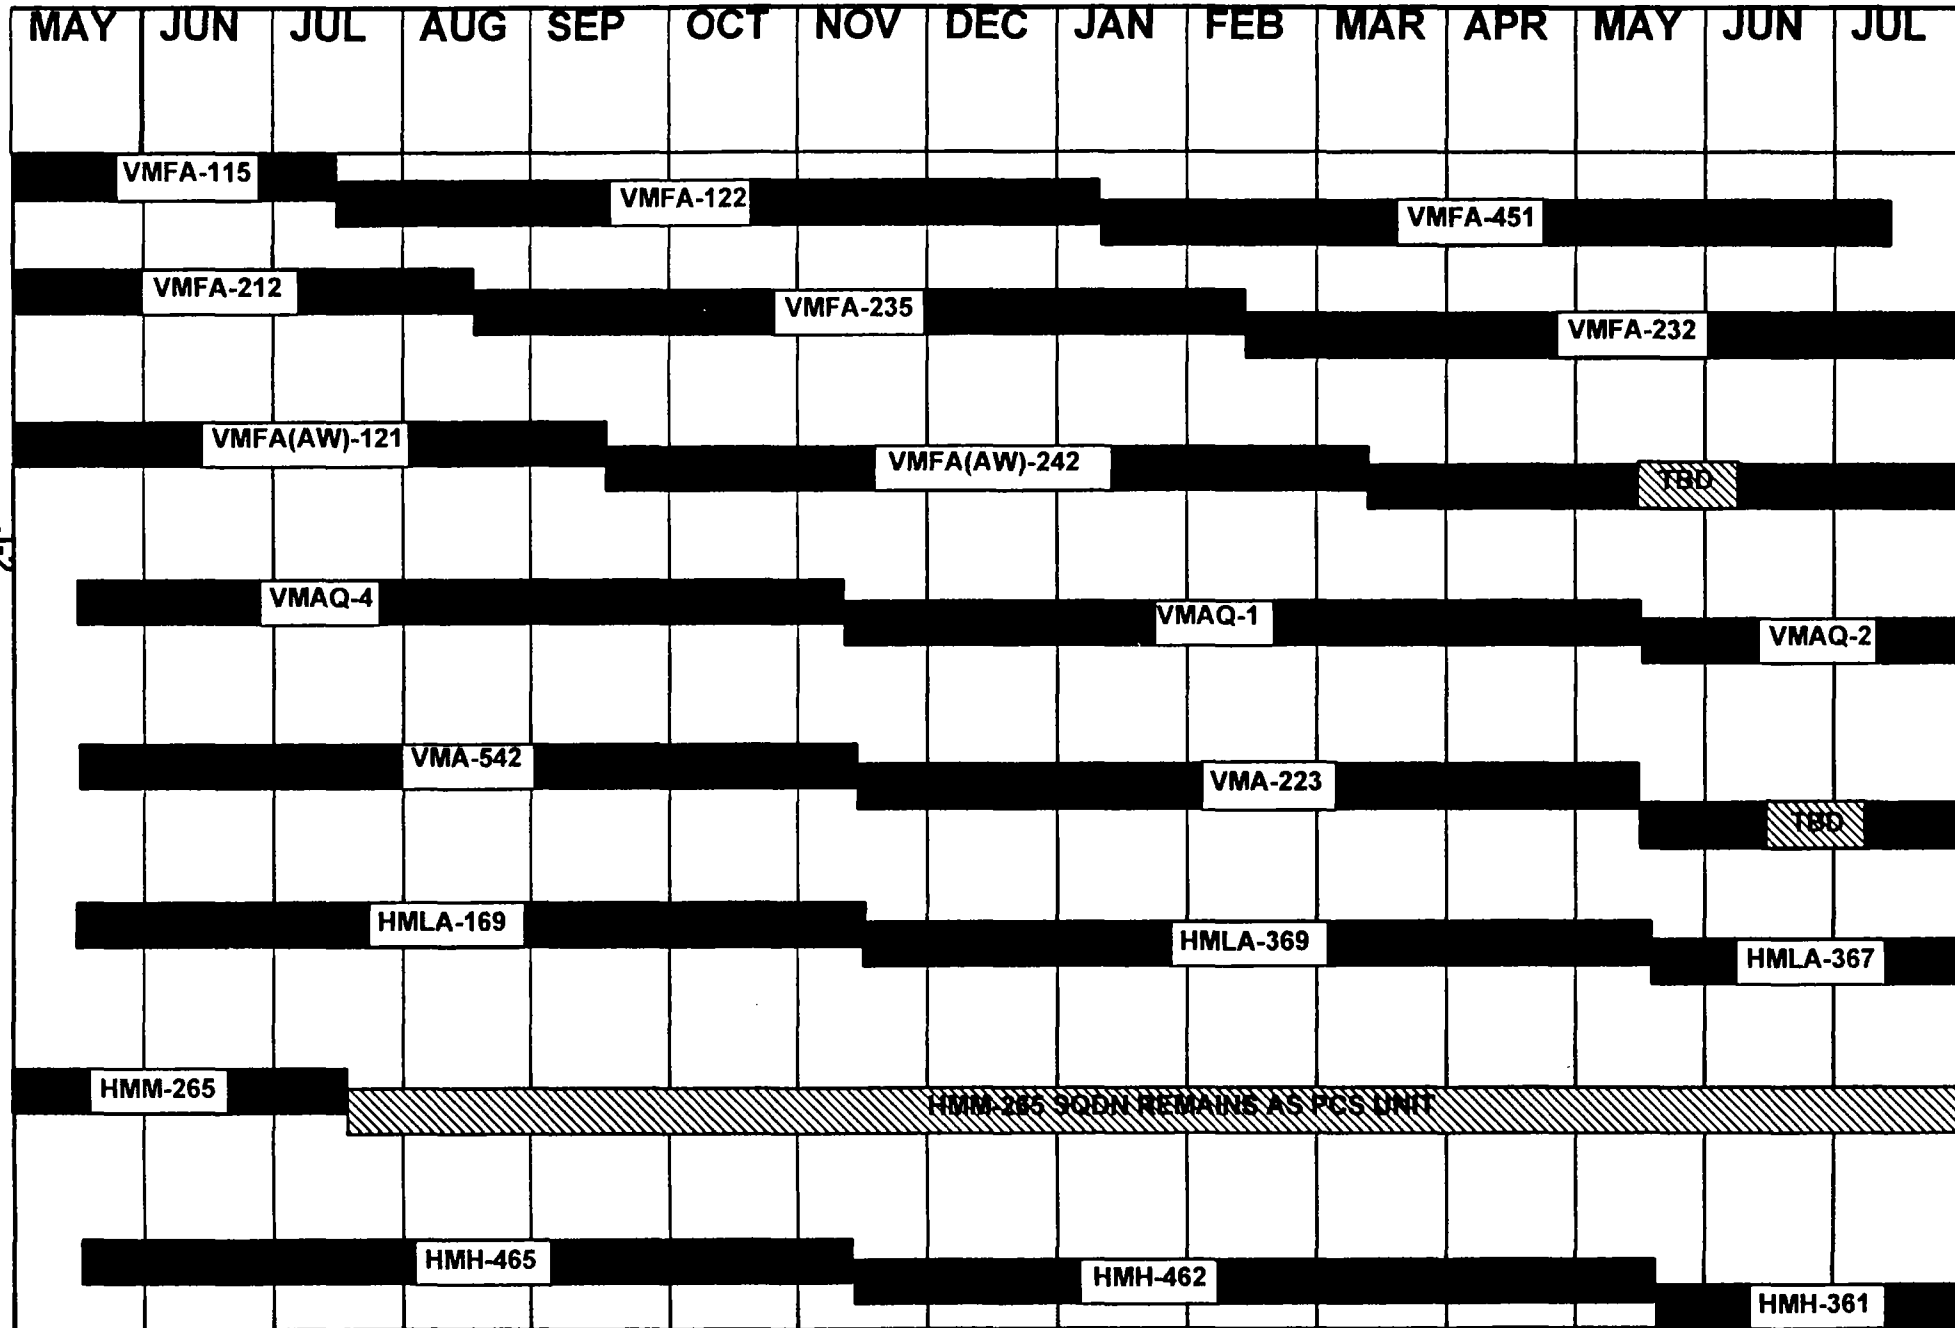 MAY JUN JUL AUG SEP OCT NOV DEC JAN FEB MAR APR MAY JUN JUL
VMFA-115
VMFA-122
VMFA-451
VMFA-212
VMFA-235
VMFA-232
VMFA(AW)-121
VMFA(AW)-242
TBD
VMAQ-4
VMAQ-1
VMAQ-2
VMA-542
VMA-223
TBD
HMLA-169
HMLA-369
HMLA-367
HMM-265
HMM-265 SQDN REMAINS AS PCS UNIT
HMH-465
HMH-462
HMH-361